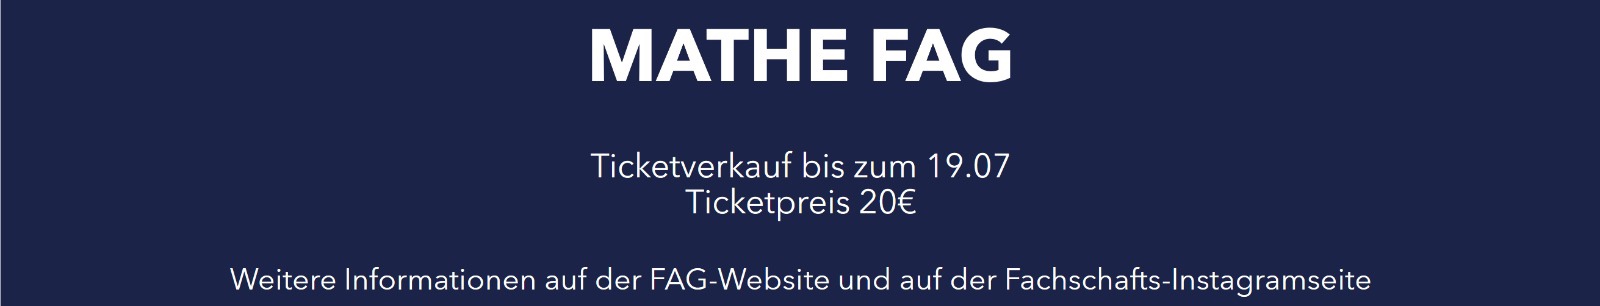 MATHE FAG
Ticketverkauf bis zum 19.07
Ticketpreis 20€
Weitere Informationen auf der FAG-Website und auf der Fachschafts-Instagramseite